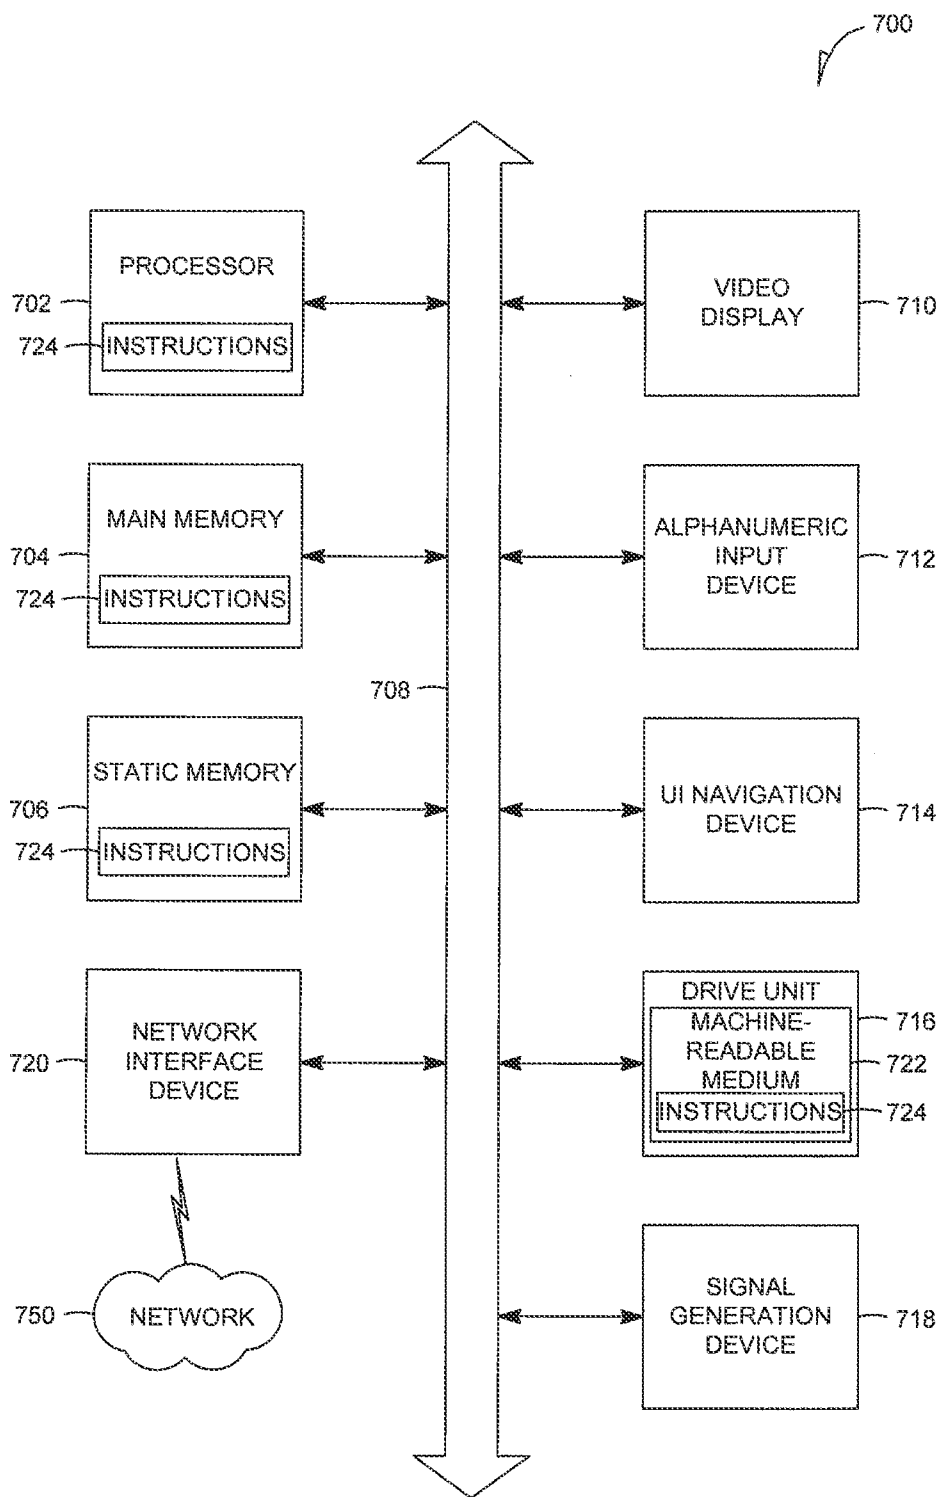 700
PROCESSOR
702
724
INSTRUCTIONS
VIDEO
DISPLAY
710
MAIN MEMORY
704
724
INSTRUCTIONS
ALPHANUMERIC
INPUT
DEVICE
712
708
STATIC MEMORY
706
724
INSTRUCTIONS
UI NAVIGATION
DEVICE
714
NETWORK
INTERFACE
DEVICE
720
DRIVE UNIT
716
MACHINE-
READABLE
MEDIUM
722
INSTRUCTIONS
724
750
NETWORK
SIGNAL
GENERATION
DEVICE
718